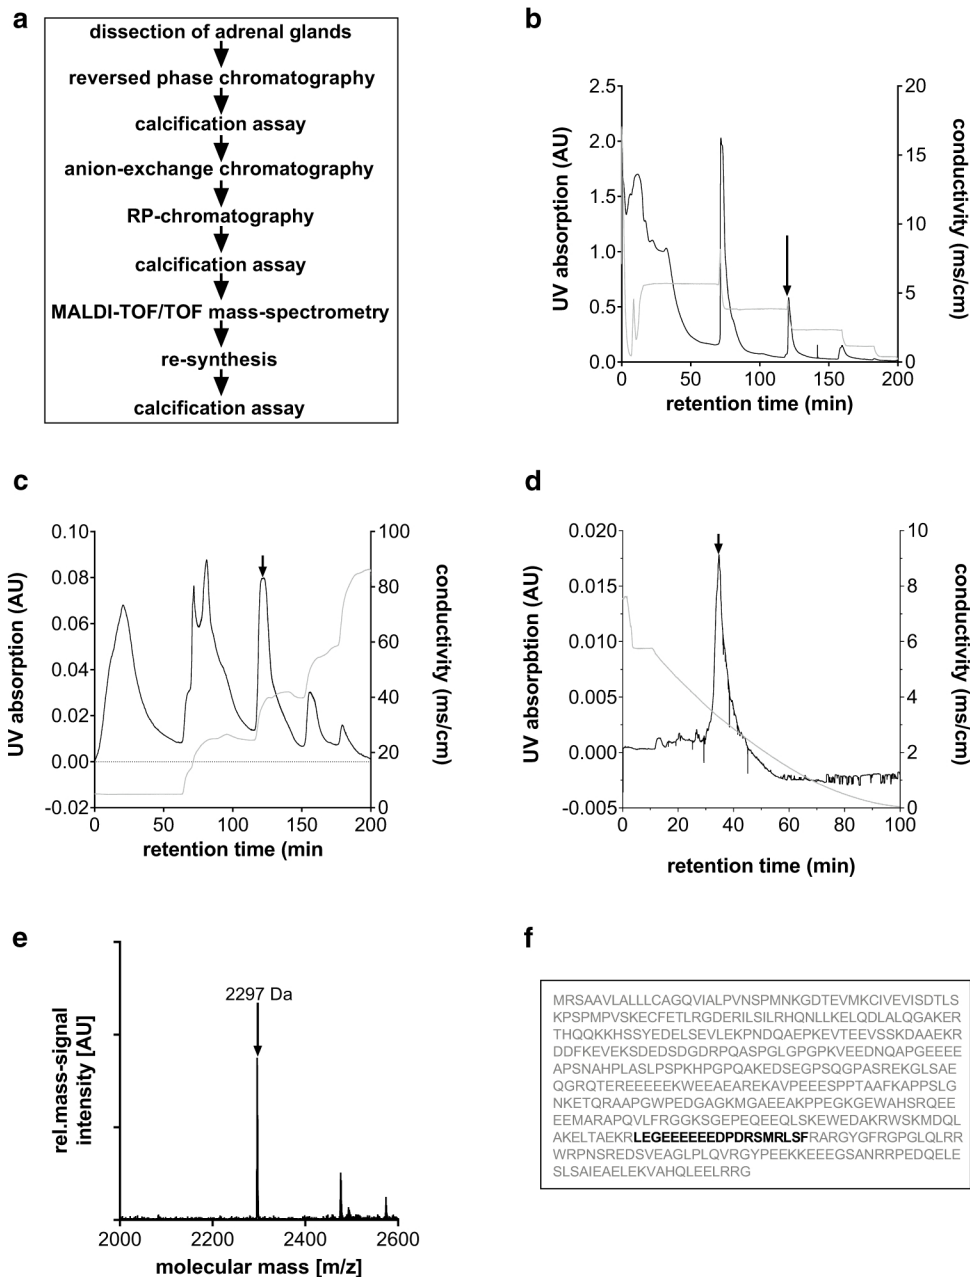 a
dissection of adrenal glands
reversed phase chromatography
calcification assay
anion-exchange chromatography
RP-chromatography
calcification assay
MALDI-TOF/TOF mass-spectrometry
re-synthesis
calcification assay
b
UV absorption (AU)
2.5
2.0
1.5
1.0
0.5
0.0
0 50 100 150 200
retention time (min)
20
15
10
5
0
conductivity (ms/cm)
c
UV absorption (AU)
0.10
0.08
0.06
0.04
0.02
0.00
-0.02
0 50 100 150 200
retention time (min
100
80
60
40
20
0
conductivity (ms/cm)
d
UV absorpbtion (AU)
0.020
0.015
0.010
0.005
0.000
-0.005
0 20 40 60 80 100
retention time (min)
10
8
6
4
2
0
conductivity (ms/cm)
e
rel.mass-signal
intensity [AU]
2297 Da
2000 2200 2400 2600
molecular mass [m/z]
f
MRSAAVLALLLCAGQVIALPVNSPMNKGDTEVMKCIVEVISDTLS
KPSPMPVSKECFETLRGDERILSILRHQNLLKELQDLALQGAKER
THQQKKHSSYEDELSEVLEKPNDQAEPKEVTEEVSSKDAAEKR
DDFKEVEKSDEDSDGDRPQASPGLGPGPKVEEDNQAPGEEEE
APSNAHPLASLPSPKHPGPQAKEDSEGPSQGPASREKGLSAE
QGRQTEREEEEEKWEEAEAREKAVPEEESPPTAAFKAPPSLG
NKETQRAAPGWPEDGAGKMGAEEAKPPEGKGEWAHSRQEE
EEMARAPQVLFRGGKSGEPEQEEQLSKEWEDAKRWSKMDQL
AKELTAEKRLEGEEEEEEDPDRSMRLSFRARGYGFRGPGLQLRR
WRPNSREDSVEAGLPLQVRGYPEEKKEEEGSANRRPEDQELE
SLSAIEAELEKVAHQLEELRRG